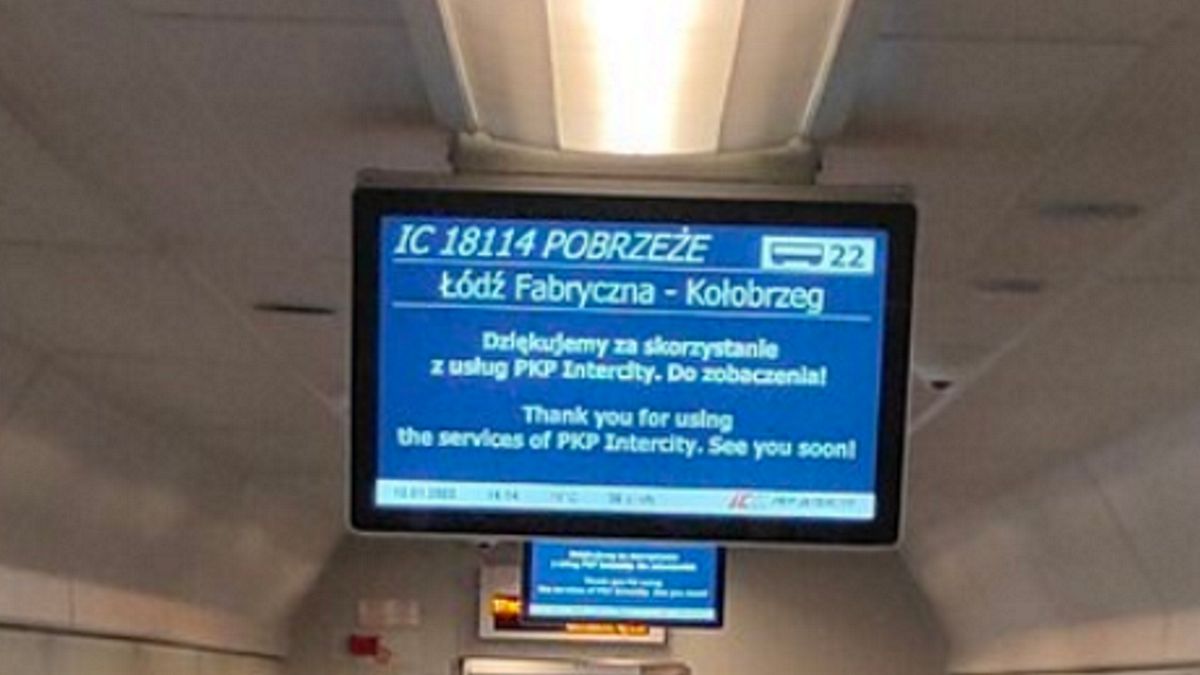 IC 18114 POBRZEŻE 22
Łódź Fabryczna - Kołobrzeg
Dziękujemy za skorzystanie
z usług PKP Intercity. Do zobaczenia!
Thank you for using
the services of PKP Intercity. See you soon!
IC